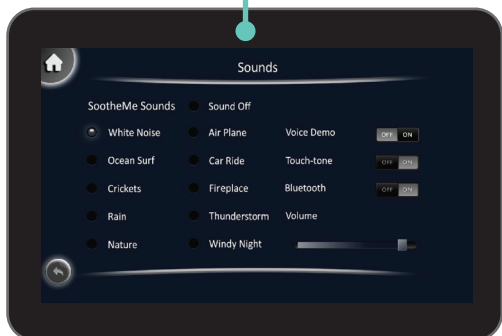 Sounds
SootheMe Sounds Sound Off
White Noise Air Plane Voice Demo OFF ON
Ocean Surf Car Ride Touch-tone OFF ON
Crickets Fireplace Bluetooth OFF ON
Rain Thunderstorm Volume
Nature Windy Night